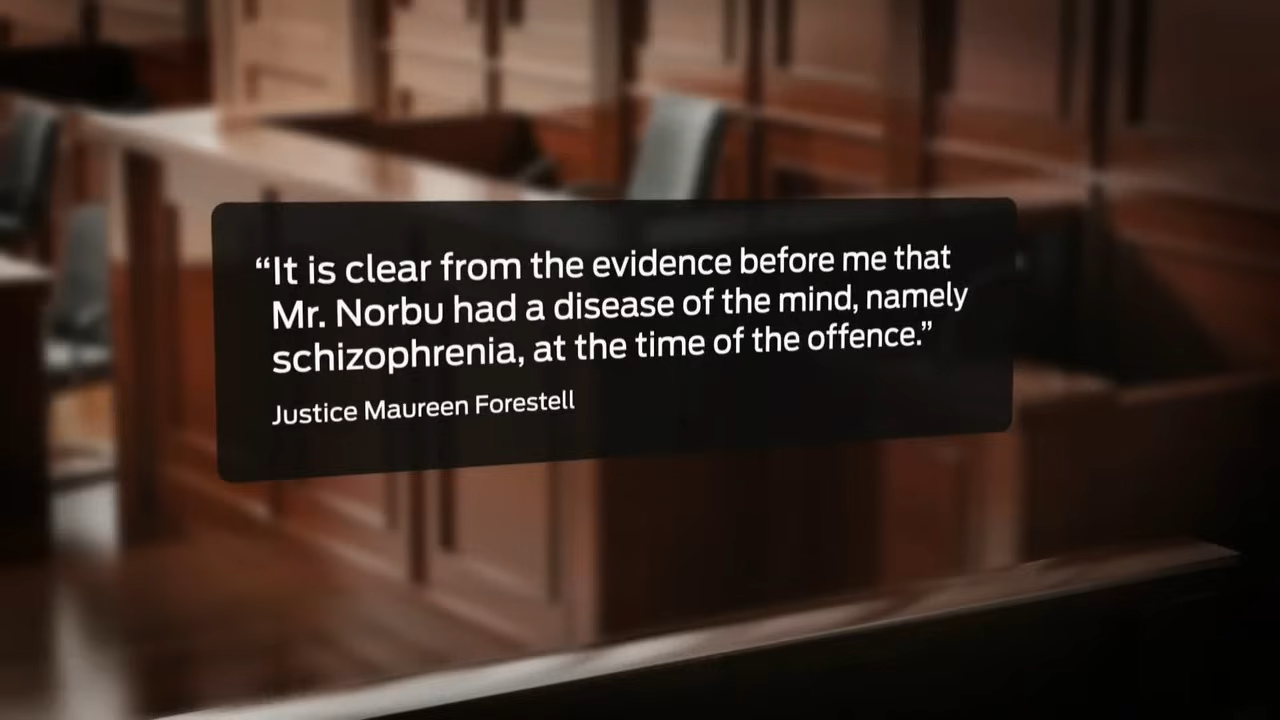 “It is clear from the evidence before me that
Mr. Norbu had a disease of the mind, namely
schizophrenia, at the time of the offence.”
Justice Maureen Forestell